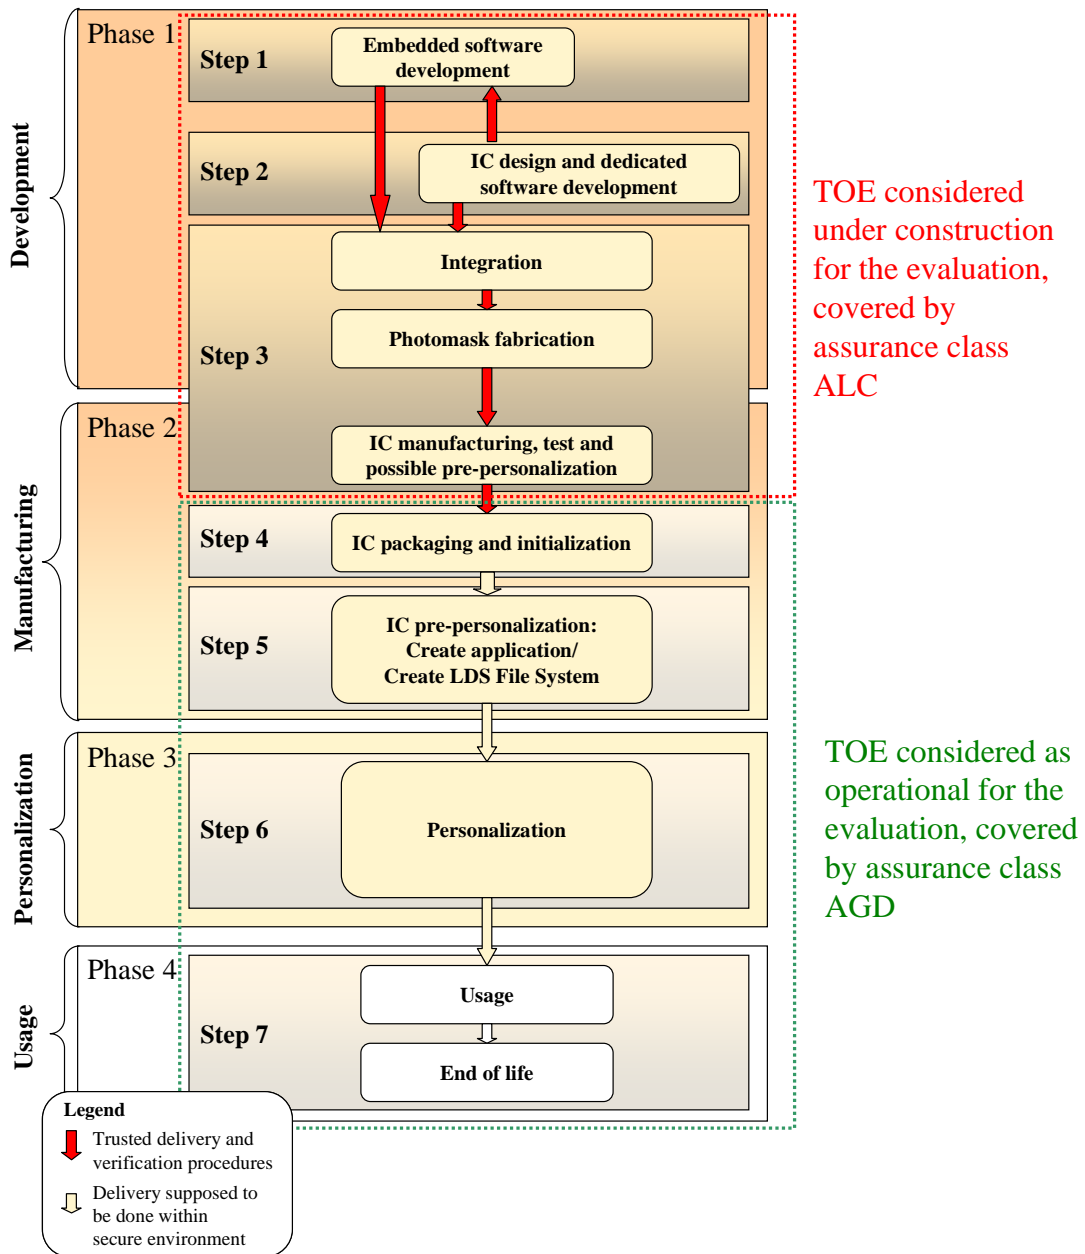 Development
Phase 1
Step 1
Embedded software
development
Step 2
IC design and dedicated
software development
Step 3
Integration
Photomask fabrication
TOE considered
under construction
for the evaluation,
covered by
assurance class
ALC
Manufacturing
Phase 2
IC manufacturing, test and
possible pre-personalization
Step 4
IC packaging and initialization
Step 5
IC pre-personalization:
Create application/
Create LDS File System
Personalization
Phase 3
Step 6
Personalization
TOE considered as
operational for the
evaluation, covered
by assurance class
AGD
Usage
Phase 4
Step 7
Usage
End of life
Legend
Trusted delivery and
verification procedures
Delivery supposed to
be done within
secure environment